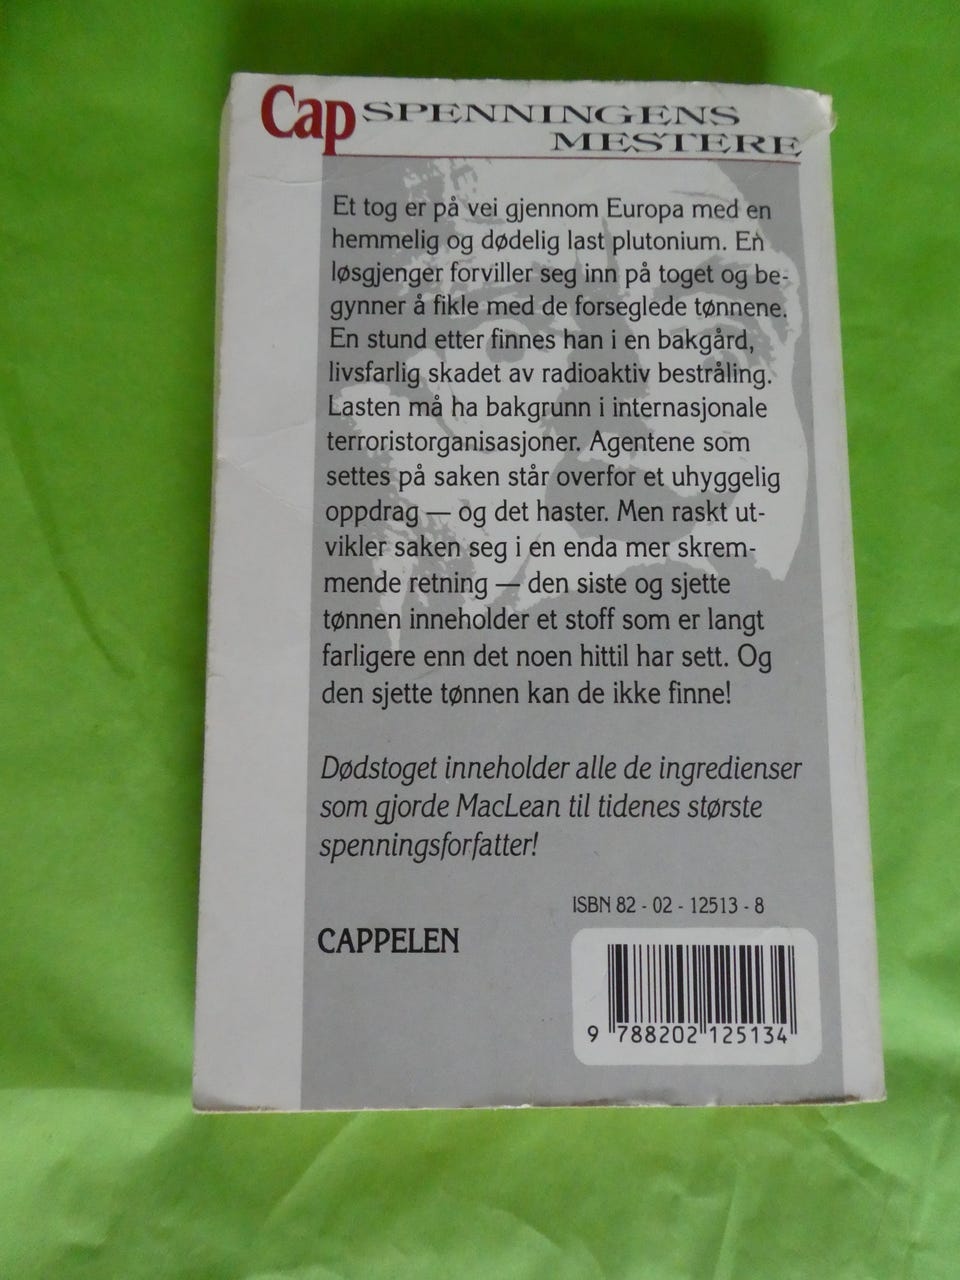 Cap SPENNINGENS
MESTERE
Et tog er på vei gjennom Europa med en
hemmelig og dødelig last plutonium. En
løsgjenger forviller seg inn på toget og be-
gynner å fikle med de forseglede tønnene.
En stund etter finnes han i en bakgård,
livsfarlig skadet av radioaktiv bestråling.
Lasten må ha bakgrunn i internasjonale
terroristorganisasjoner. Agentene som
settes på saken står overfor et uhyggelig
oppdrag — og det haster. Men raskt ut-
vikler saken seg i en enda mer skrem-
mende retning — den siste og sjette
tønnen inneholder et stoff som er langt
farligere enn det noen hittil har sett. Og
den sjette tønnen kan de ikke finne!
Dødstoget inneholder alle de ingredienser
som gjorde MacLean til tidenes største
spenningsforfatter!
ISBN 82 - 02 - 12513 - 8
CAPPELEN
9 788202 125134